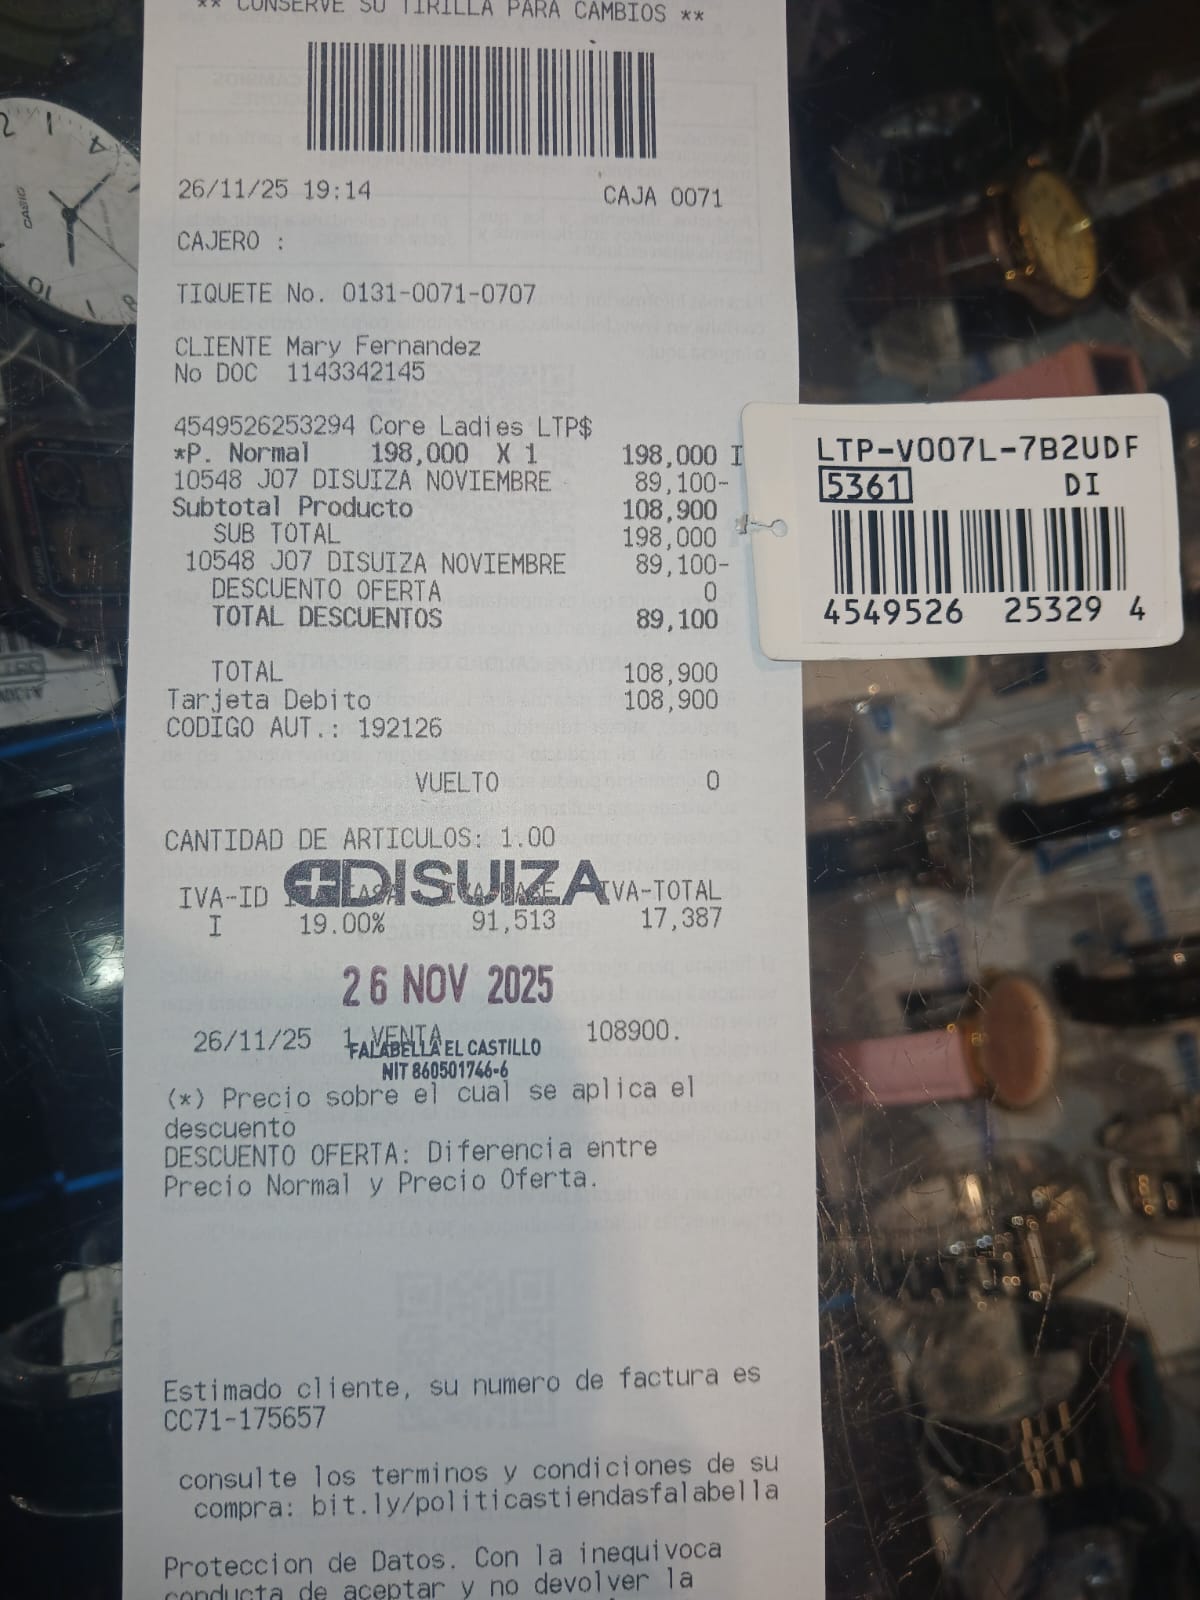 ** CONSERVE SU TIRILLA PARA CAMBIOS **
26/11/25 19:14 CAJA 0071
CAJERO :
TIQUETE No. 0131-0071-0707
CLIENTE Mary Fernandez
No DOC 1143342145
4549526253294 Core Ladies LTP$
*P. Normal 198,000 X 1 198,000 I
10548 J07 DISUIZA NOVIEMBRE 89,100-
Subtotal Producto 108,900
SUB TOTAL 198,000
10548 J07 DISUIZA NOVIEMBRE 89,100-
DESCUENTO OFERTA 0
TOTAL DESCUENTOS 89,100
TOTAL 108,900
Tarjeta Debito 108,900
CODIGO AUT.: 192126
VUELTO 0
CANTIDAD DE ARTICULOS: 1.00
DISUIZA
IVA-ID IVA-TOTAL
I 19.00% 91,513 17,387
26 NOV 2025
26/11/25 1 VENTA 108900.
FALABELLA EL CASTILLO
NIT 860501746-6
(*) Precio sobre el cual se aplica el
descuento
DESCUENTO OFERTA: Diferencia entre
Precio Normal y Precio Oferta.
Estimado cliente, su numero de factura es
CC71-175657
consulte los terminos y condiciones de su
compra: bit.ly/politicastiendasfalabella
Proteccion de Datos. Con la inequivoca
conducta de aceptar y no devolver la
LTP-V007L-7B2UDF
5361 DI
4549526 25329 4
CASIO